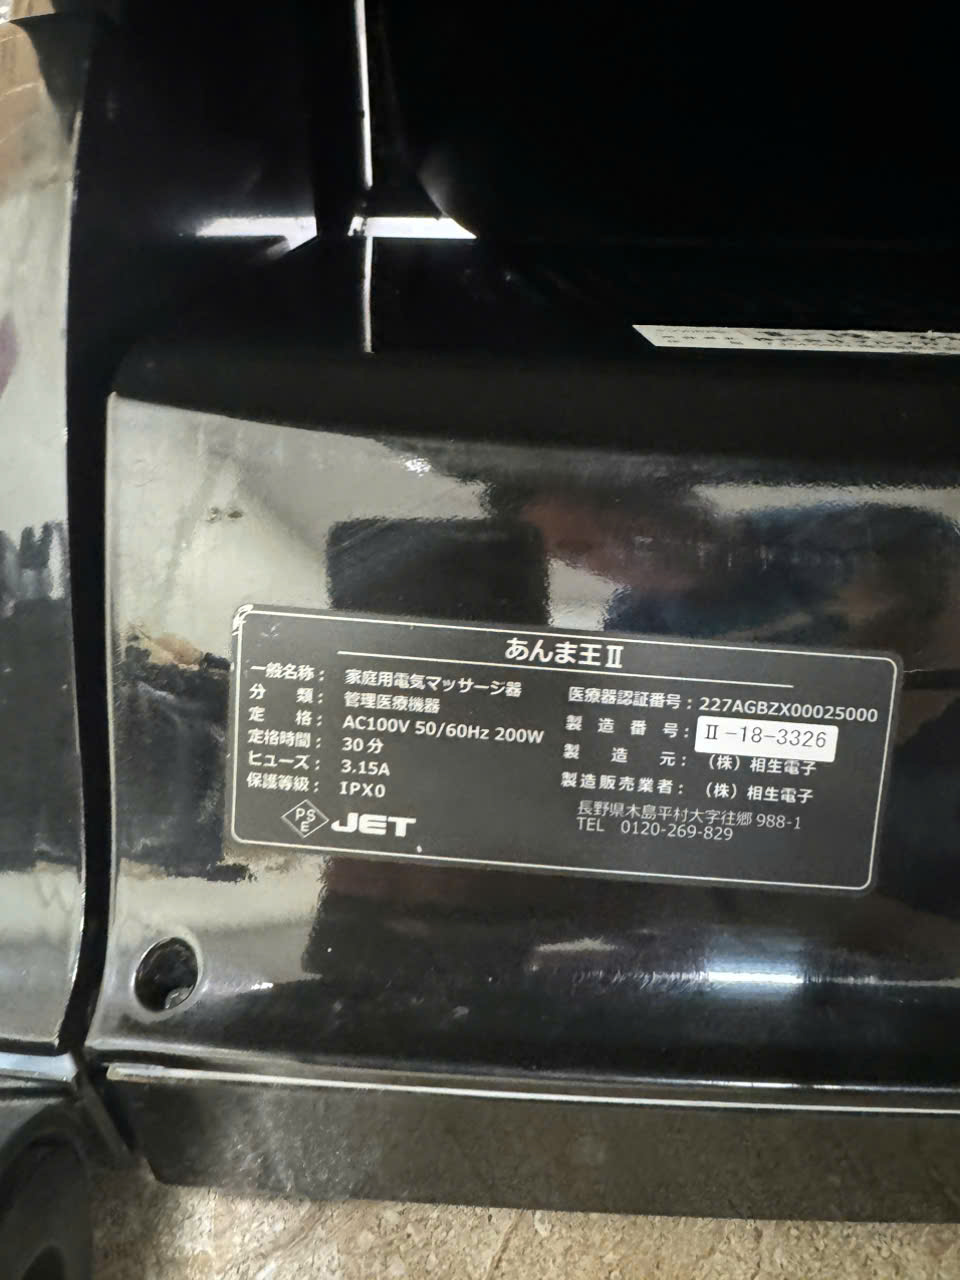 あんま王Ⅱ
一般名称： 家庭用電気マッサージ器
分　　類： 管理医療機器
定　　格： AC100V 50/60Hz 200W
定格時間： 30分
ヒューズ： 3.15A
保護等級： IPX0
PS
E
JET
医療器認証番号：227AGBZX00025000
製　造　番　号：Ⅱ-18-3326
製　　造　　元：（株）相生電子
製造販売業者：（株）相生電子
長野県木島平村大字往郷 988-1
TEL 0120-269-829